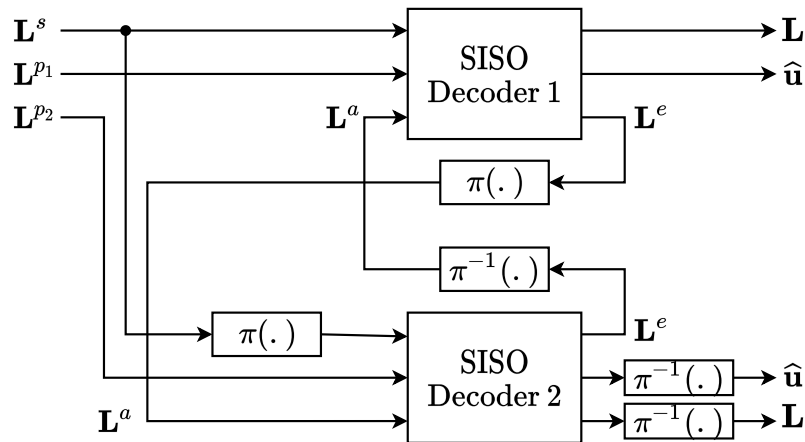 L^s
L^{p_1}
L^{p_2}
SISO
Decoder 1
L
û
L^a
L^e
π(. )
π^{-1}(. )
L^e
π(. )
SISO
Decoder 2
L^a
π^{-1}(. )
û
π^{-1}(. )
L